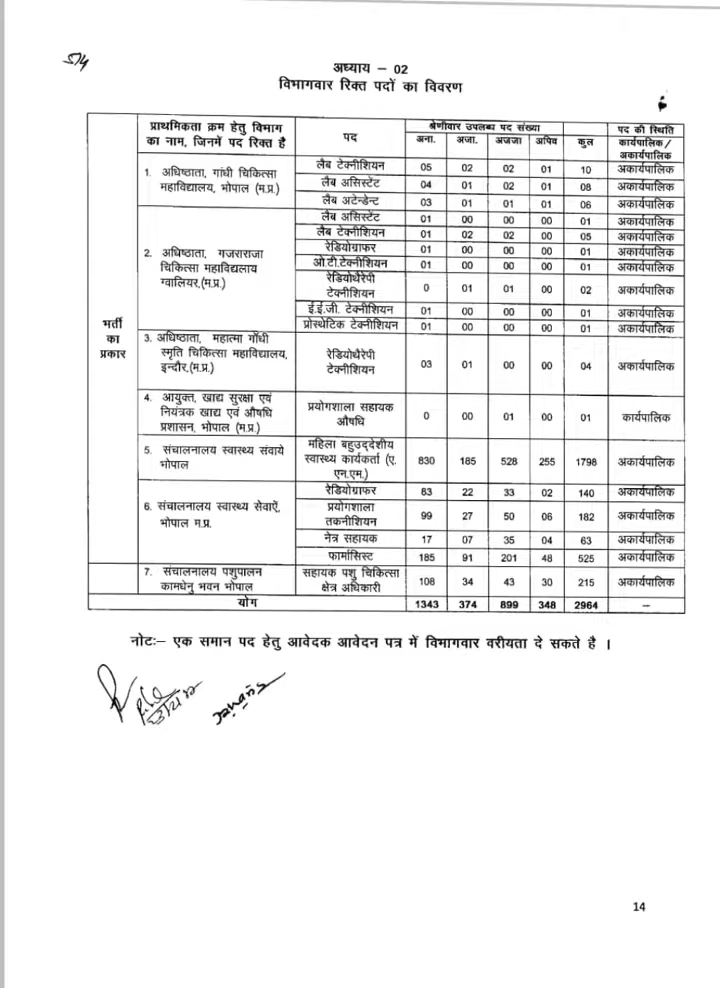 574
अध्याय – 02
विभागवार रिक्त पदों का विवरण
प्राथमिकता क्रम हेतु विभाग का नाम, जिनमें पद रिक्त है | पद | श्रेणीवार उपलब्ध पद संख्या | पद की स्थिति कार्यपालिक/ अकार्यपालिक
अना. | अजा. | अजजा | अपिव | कुल
भर्ती का प्रकार
1. अधिष्ठाता, गांधी चिकित्सा महाविद्यालय, भोपाल (म.प्र.)
लैब टेक्नीशियन 05 02 02 01 10 अकार्यपालिक
लैब असिस्टेंट 04 01 02 01 08 अकार्यपालिक
लैब अटेन्डेन्ट 03 01 01 01 06 अकार्यपालिक
2. अधिष्ठाता, गजराराजा चिकित्सा महाविद्यलाय ग्वालियर,(म.प्र.)
लैब असिस्टेंट 01 00 00 00 01 अकार्यपालिक
लैब टेक्नीशियन 01 02 02 00 05 अकार्यपालिक
रेडियोग्राफर 01 00 00 00 01 अकार्यपालिक
ओ.टी.टेक्नीशियन 01 00 00 00 01 अकार्यपालिक
रेडियोथैरेपी टेक्नीशियन 0 01 01 00 02 अकार्यपालिक
ई.ई.जी. टेक्नीशियन 01 00 00 00 01 अकार्यपालिक
प्रोस्थेटिक टेक्नीशियन 01 00 00 00 01 अकार्यपालिक
3. अधिष्ठाता, महात्मा गाँधी स्मृति चिकित्सा महाविद्यालय, इन्दौर,(म.प्र.)
रेडियोथैरेपी टेक्नीशियन 03 01 00 00 04 अकार्यपालिक
4. आयुक्त, खाद्य सुरक्षा एवं नियंत्रक खाद्य एवं औषधि प्रशासन, भोपाल (म.प्र.)
प्रयोगशाला सहायक औषधि 0 00 01 00 01 कार्यपालिक
5. संचालनालय स्वास्थ्य संवाये भोपाल
महिला बहुउद्देशीय स्वास्थ्य कार्यकर्ता (ए. एन.एम.) 830 185 528 255 1798 अकार्यपालिक
6. संचालनालय स्वास्थ्य सेवाऐं, भोपाल म.प्र.
रेडियोग्राफर 83 22 33 02 140 अकार्यपालिक
प्रयोगशाला तकनीशियन 99 27 50 06 182 अकार्यपालिक
नेत्र सहायक 17 07 35 04 63 अकार्यपालिक
फार्मासिस्ट 185 91 201 48 525 अकार्यपालिक
7. संचालनालय पशुपालन कामधेनु भवन भोपाल
सहायक पशु चिकित्सा क्षेत्र अधिकारी 108 34 43 30 215 अकार्यपालिक
योग 1343 374 899 348 2964 –
नोटः– एक समान पद हेतु आवेदक आवेदन पत्र में विभागवार वरीयता दे सकते है ।
14